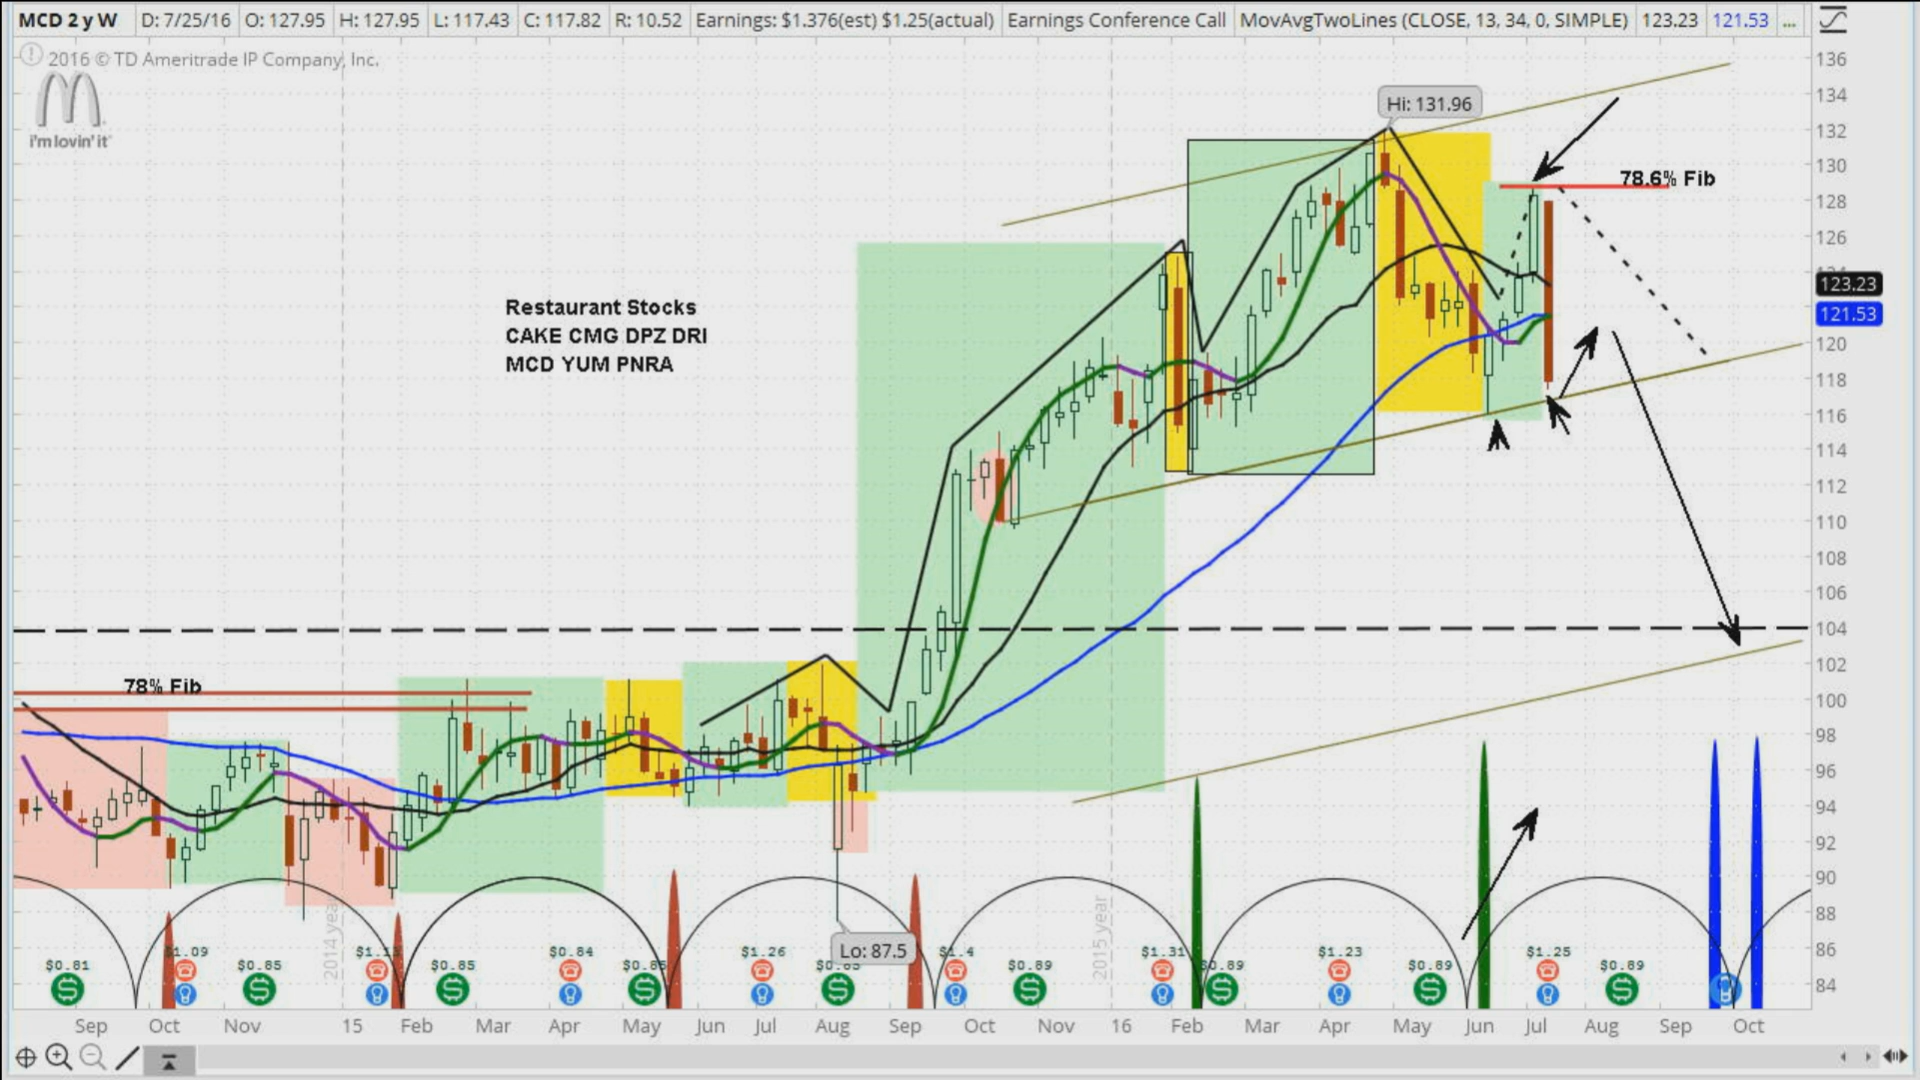 MCD 2 y W D: 7/25/16 O: 127.95 H: 127.95 L: 117.43 C: 117.82 R: 10.52 Earnings: $1.376(est) $1.25(actual) Earnings Conference Call MovAvgTwoLines (CLOSE, 13, 34, 0, SIMPLE) 123.23 121.53 ...
2016 © TD Ameritrade IP Company, Inc.
i'm lovin' it
Hi: 131.96
78.6% Fib
Restaurant Stocks
CAKE CMG DPZ DRI
MCD YUM PNRA
78% Fib
Lo: 87.5
136
134
132
130
128
126
124
123.23
121.53
120
118
116
114
112
110
108
106
104
102
100
98
96
94
92
90
88
86
84
2014 year
2015 year
$0.81 $1.09 $0.85 $0.85 $0.84 $1.26 $0.89 $1.31 $0.89 $1.23 $0.89 $1.25 $0.89
Sep Oct Nov 15 Feb Mar Apr May Jun Jul Aug Sep Oct Nov 16 Feb Mar Apr May Jun Jul Aug Sep Oct